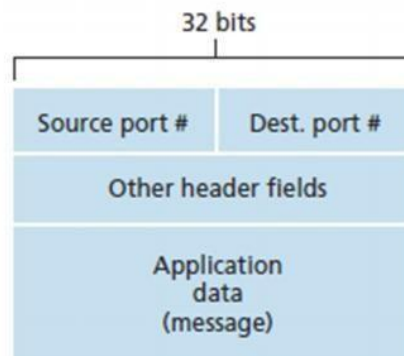 32 bits
Source port # Dest. port #
Other header fields
Application
data
(message)